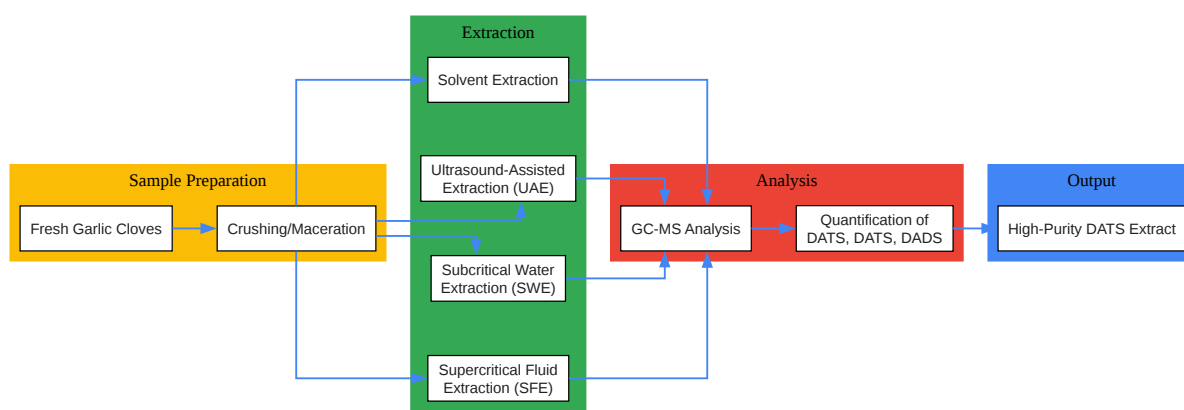 Sample Preparation
Fresh Garlic Cloves
Crushing/Maceration
Extraction
Solvent Extraction
Ultrasound-Assisted
Extraction (UAE)
Subcritical Water
Extraction (SWE)
Supercritical Fluid
Extraction (SFE)
Analysis
GC-MS Analysis
Quantification of
DATS, DATS, DADS
Output
High-Purity DATS Extract